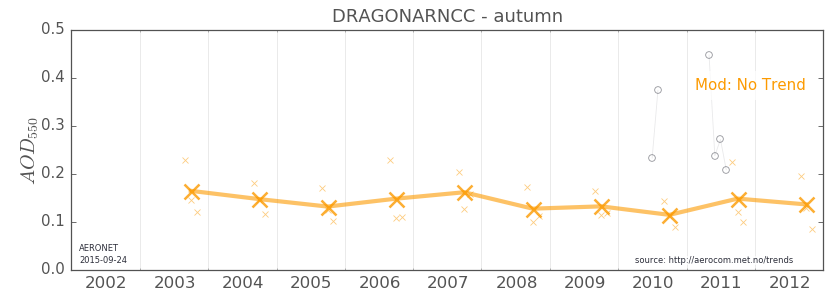 DRAGONARNCC - autumn
0.5
0.4
0.3
0.2
0.1
0.0
AOD550
Mod: No Trend
AERONET
2015-09-24
source: http://aerocom.met.no/trends
2002 2003 2004 2005 2006 2007 2008 2009 2010 2011 2012